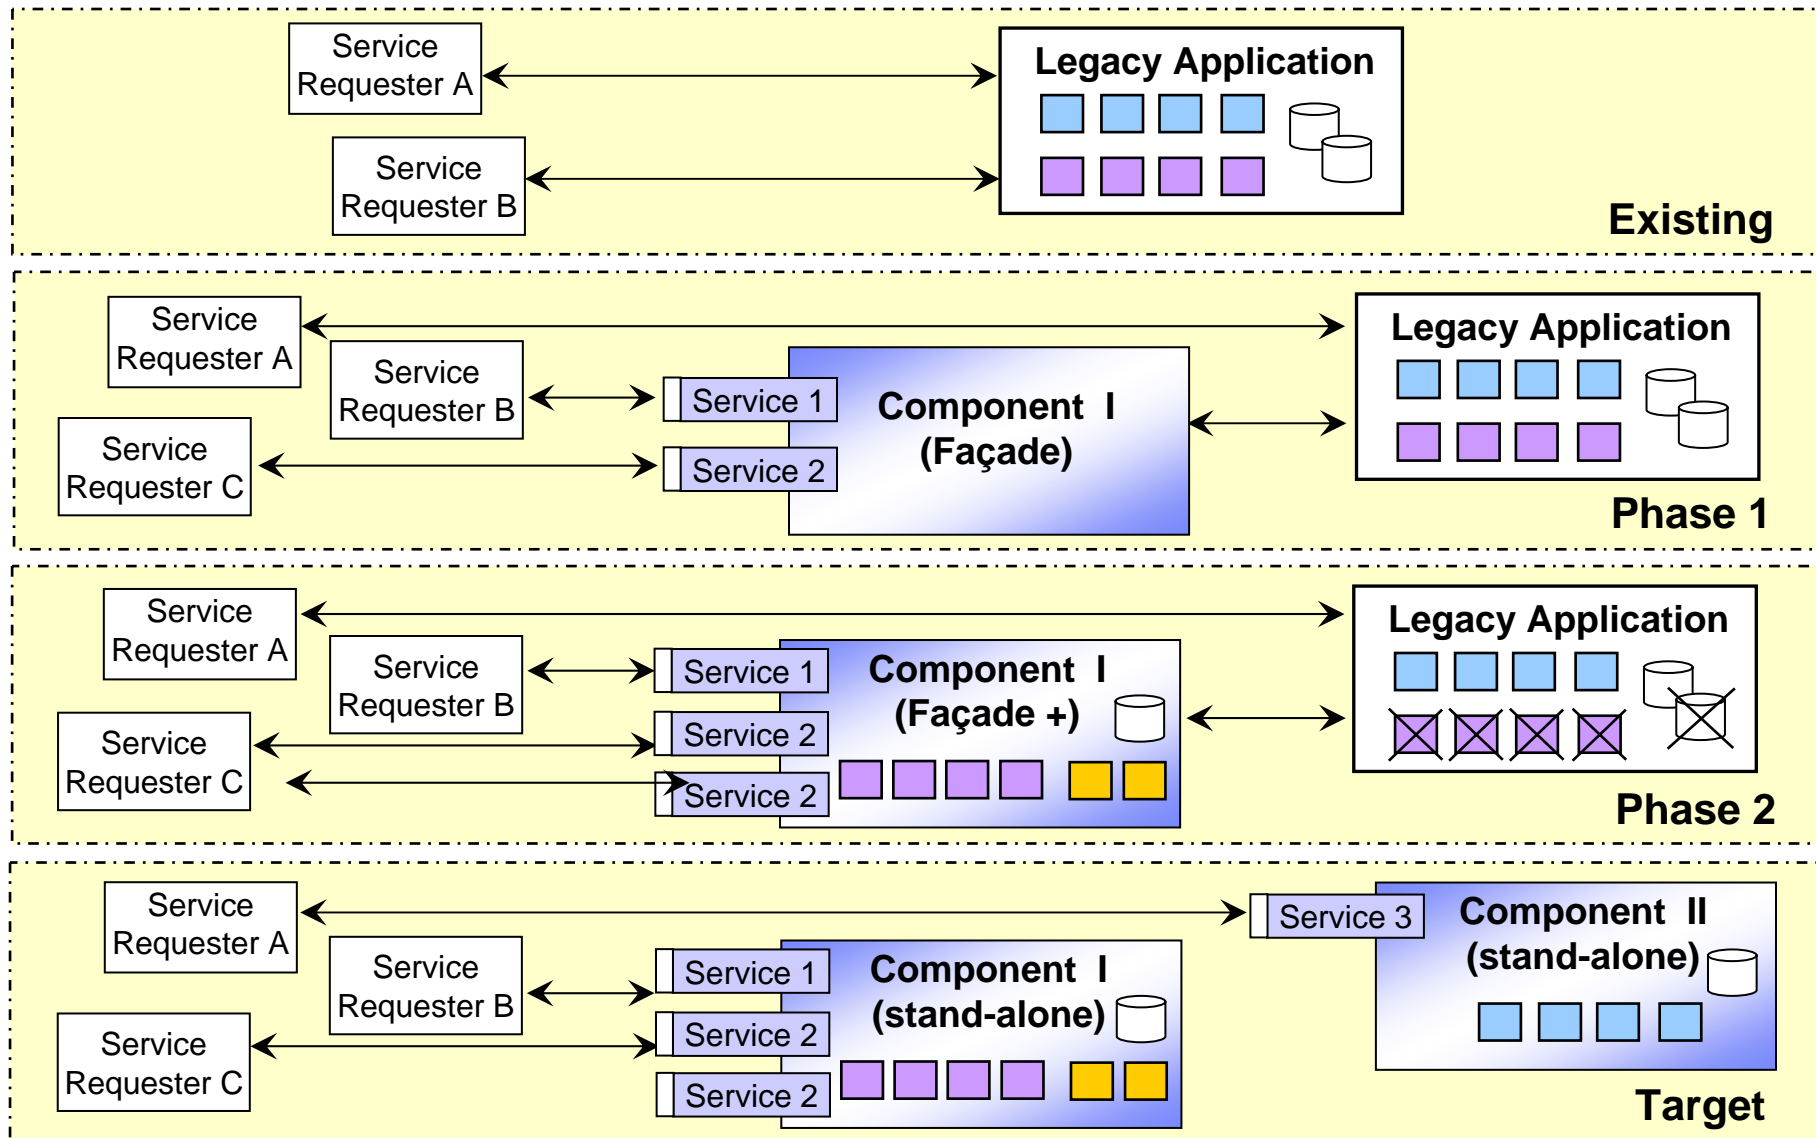 Service
Requester A
Legacy Application
Service
Requester B
Existing
Service
Requester A
Legacy Application
Service
Requester B
Service 1
Component I
(Façade)
Service
Requester C
Service 2
Phase 1
Service
Requester A
Legacy Application
Service
Requester B
Service 1
Component I
(Façade +)
Service
Requester C
Service 2
Service 2
Phase 2
Service
Requester A
Service 3
Component II
(stand-alone)
Service
Requester B
Service 1
Component I
(stand-alone)
Service
Requester C
Service 2
Service 2
Target